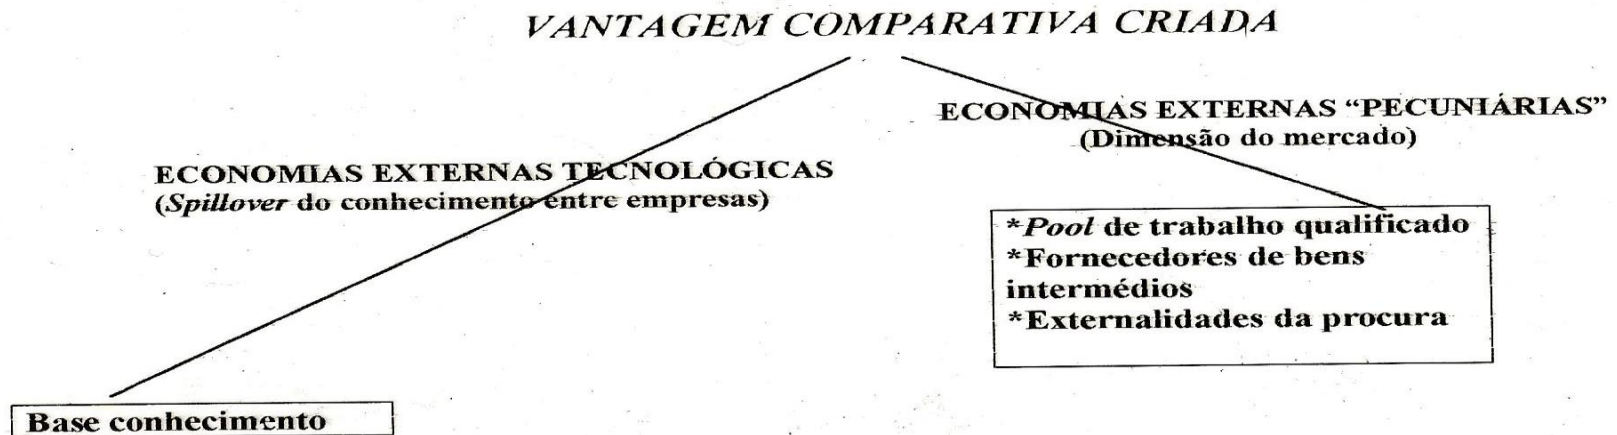 VANTAGEM COMPARATIVA CRIADA
ECONOMIAS EXTERNAS “PECUNIÁRIAS”
(Dimensão do mercado)
ECONOMIAS EXTERNAS TECNOLÓGICAS
(Spillover do conhecimento entre empresas)
*Pool de trabalho qualificado
*Fornecedores de bens
intermédios
*Externalidades da procura
Base conhecimento